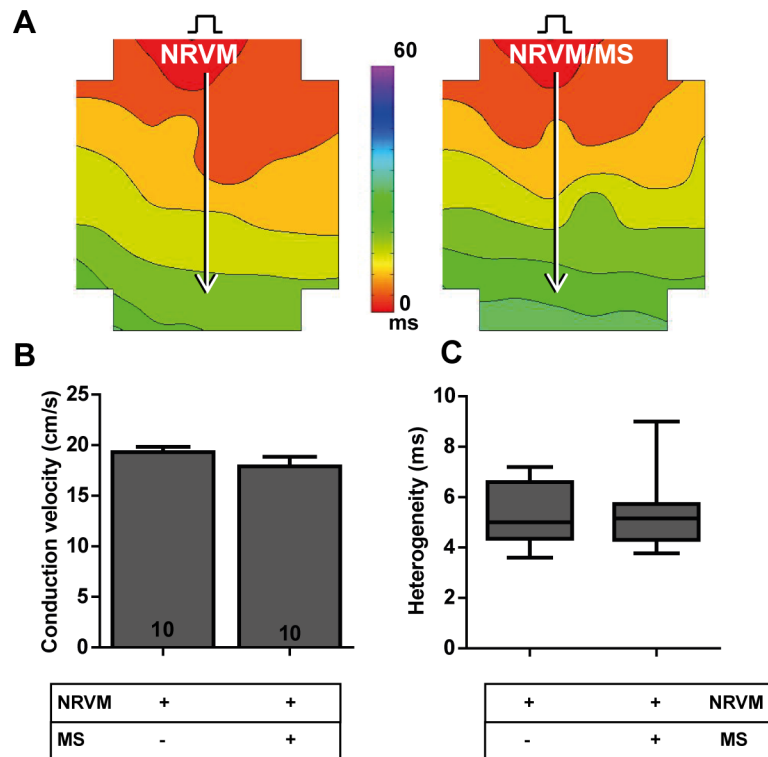 A
NRVM
60
NRVM/MS
0
ms
B
Conduction velocity (cm/s)
25
20
15
10
5
0
10
10
NRVM + +
MS - +
C
Heterogeneity (ms)
10
8
6
4
2
0
+ + NRVM
- + MS